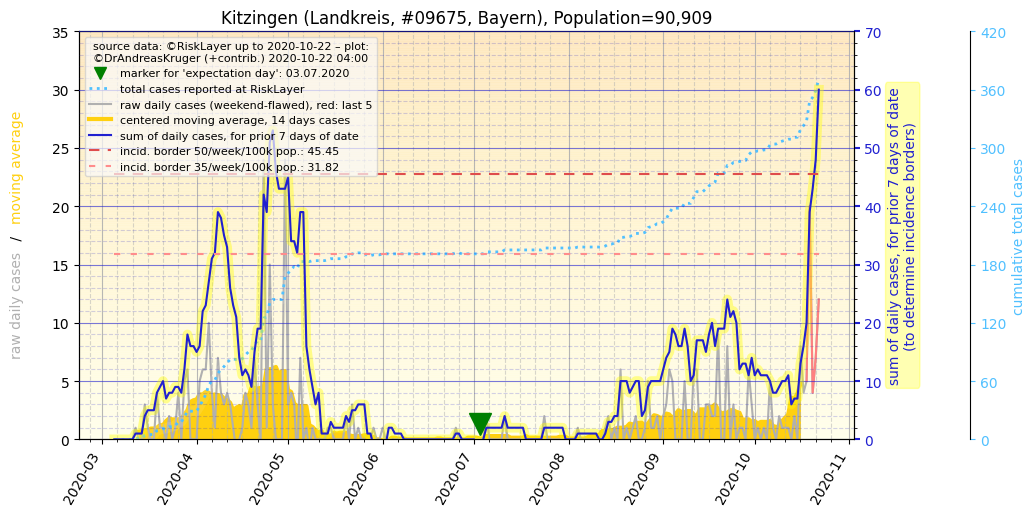 Kitzingen (Landkreis, #09675, Bayern), Population=90,909
source data: ©RiskLayer up to 2020-10-22 – plot:
©DrAndreasKruger (+contrib.) 2020-10-22 04:00
marker for 'expectation day': 03.07.2020
total cases reported at RiskLayer
raw daily cases (weekend-flawed), red: last 5
centered moving average, 14 days cases
sum of daily cases, for prior 7 days of date
incid. border 50/week/100k pop.: 45.45
incid. border 35/week/100k pop.: 31.82
raw daily cases / moving average
35
30
25
20
15
10
5
0
2020-03
2020-04
2020-05
2020-06
2020-07
2020-08
2020-09
2020-10
2020-11
70
60
50
40
30
20
10
0
sum of daily cases, for prior 7 days of date
(to determine incidence borders)
420
360
300
240
180
120
60
0
cumulative total cases